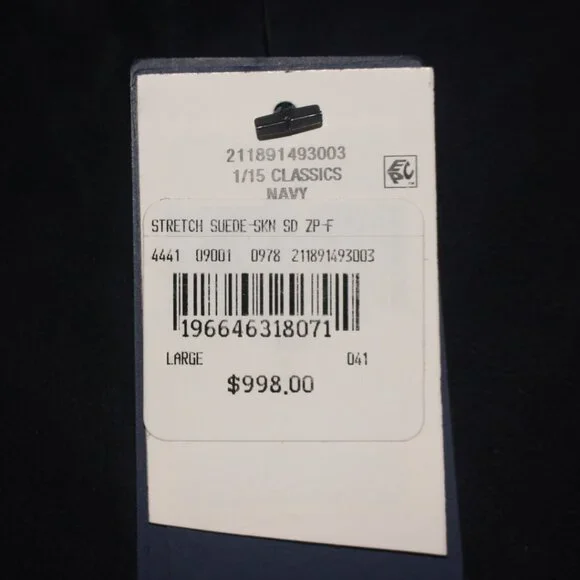 211891493003
1/15 CLASSICS
EPC
NAVY
STRETCH SUEDE-SKN SD ZP-F
4441 09001 0978 211891493003
196646318071
LARGE 041
$998.00